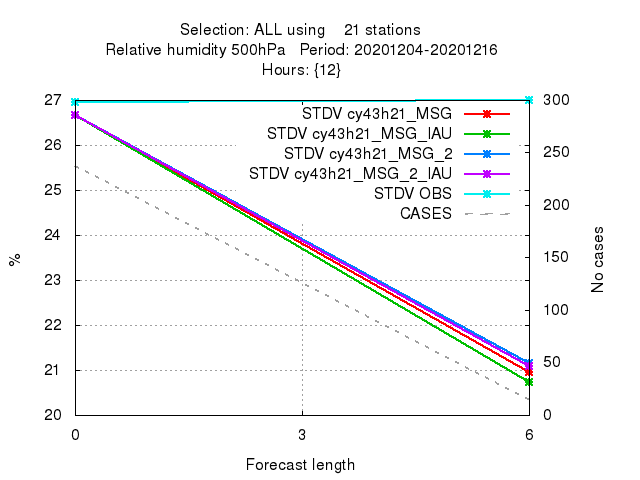 Selection: ALL using 21 stations
Relative humidity 500hPa Period: 20201204-20201216
Hours: {12}
27
26
25
24
23
22
21
20
%
300
250
200
150
100
50
0
No cases
STDV cy43h21_MSG
STDV cy43h21_MSG_IAU
STDV cy43h21_MSG_2
STDV cy43h21_MSG_2_IAU
STDV OBS
CASES
0 3 6
Forecast length